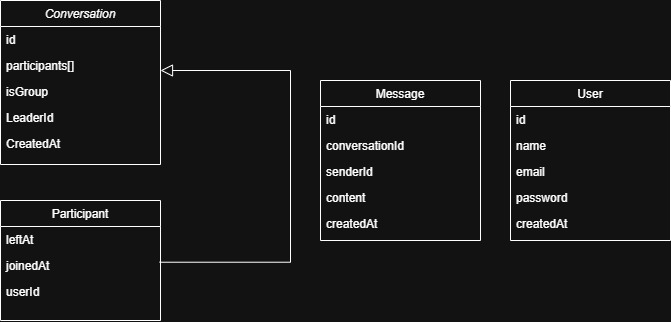 Conversation
id
participants[]
isGroup
LeaderId
CreatedAt
Participant
leftAt
joinedAt
userId
Message
id
conversationId
senderId
content
createdAt
User
id
name
email
password
createdAt